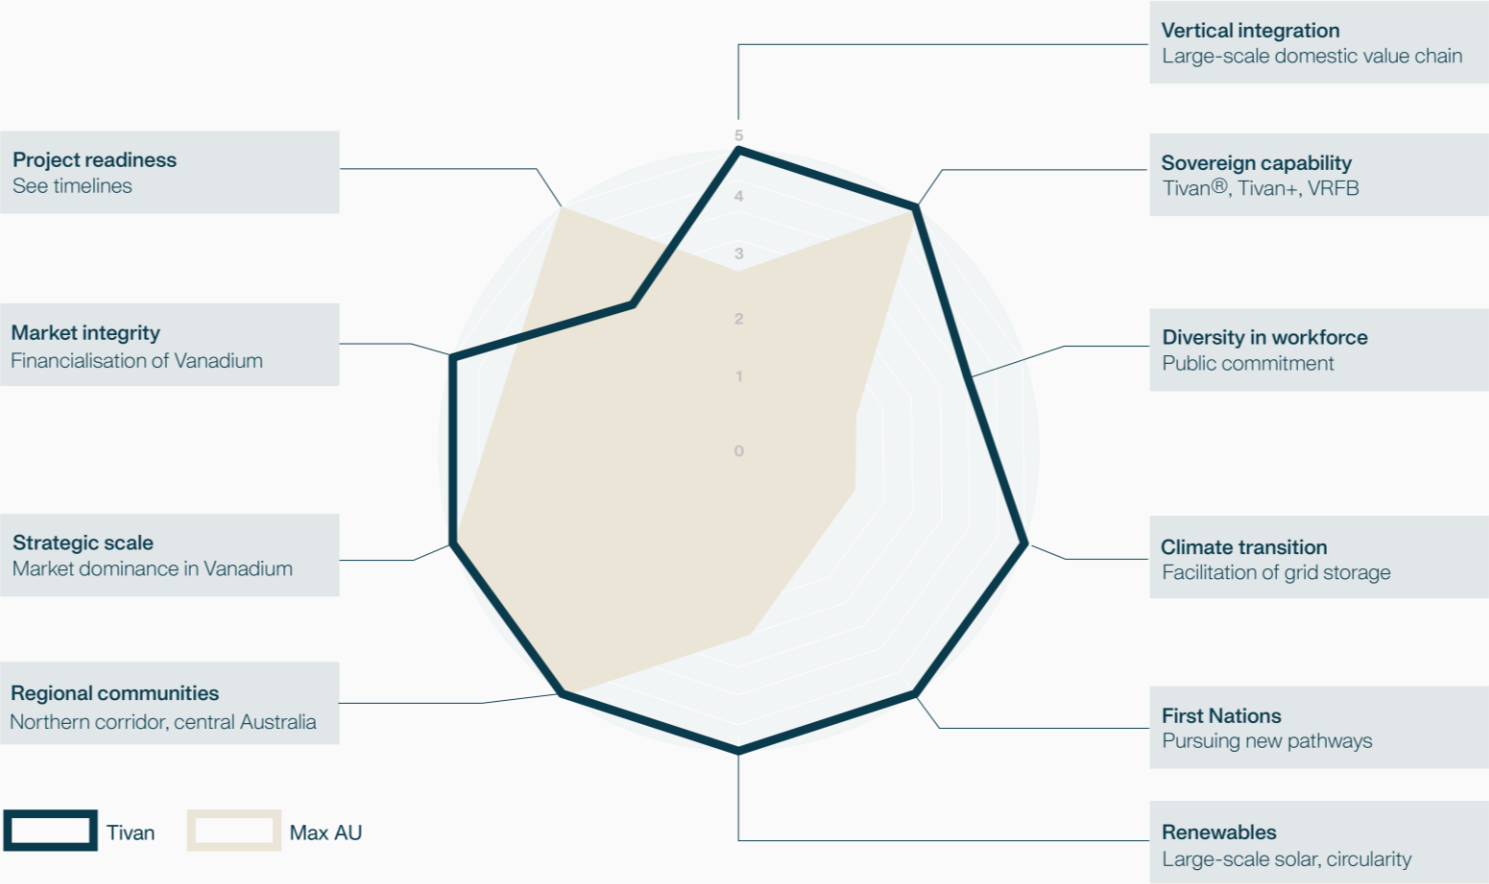 Vertical integration
Large-scale domestic value chain
Project readiness
See timelines
Sovereign capability
Tivan®, Tivan+, VRFB
Market integrity
Financialisation of Vanadium
Diversity in workforce
Public commitment
Strategic scale
Market dominance in Vanadium
Climate transition
Facilitation of grid storage
Regional communities
Northern corridor, central Australia
First Nations
Pursuing new pathways
Renewables
Large-scale solar, circularity
5
4
3
2
1
0
Tivan
Max AU